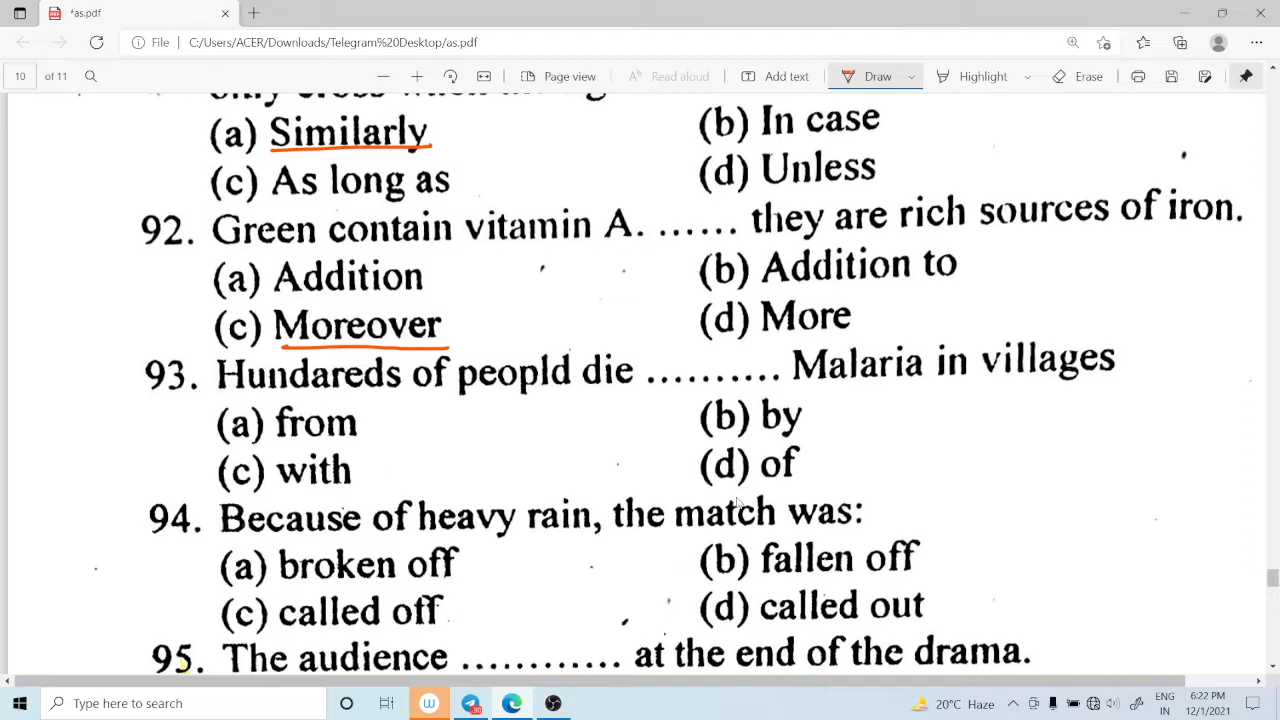 *as.pdf
File C:/Users/ACER/Downloads/Telegram%20Desktop/as.pdf
10 of 11 Page view Read aloud Add text Draw Highlight Erase
only cross when
(a) Similarly (b) In case
(c) As long as (d) Unless
92. Green contain vitamin A. ...... they are rich sources of iron.
(a) Addition (b) Addition to
(c) Moreover (d) More
93. Hundareds of peopld die .......... Malaria in villages
(a) from (b) by
(c) with (d) of
94. Because of heavy rain, the match was:
(a) broken off (b) fallen off
(c) called off (d) called out
95. The audience ............ at the end of the drama.
Type here to search 90 20°C Haze ENG 6:22 PM
IN 12/1/2021